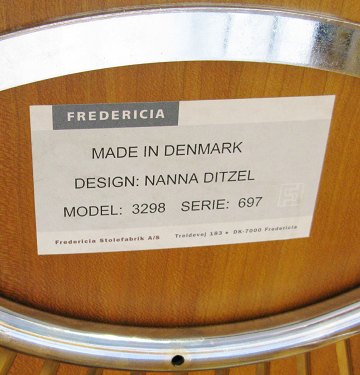 FREDERICIA
MADE IN DENMARK
DESIGN: NANNA DITZEL
MODEL: 3298 SERIE: 697
Fredericia Stolefabrik A/S Treldevej 183 • DK-7000 Fredericia